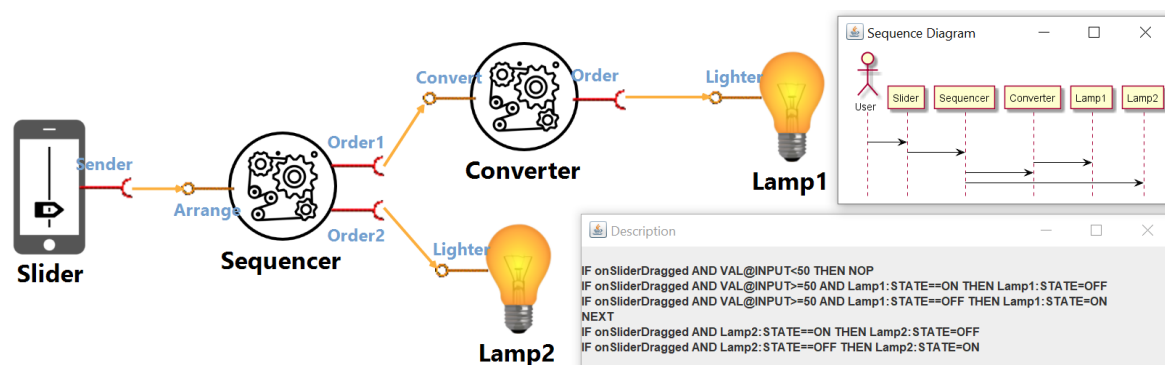 Slider
Sender
Arrange
Sequencer
Order1
Order2
Convert
Order
Converter
Lighter
Lamp1
Lighter
Lamp2
Sequence Diagram
User
Slider
Sequencer
Converter
Lamp1
Lamp2
Description
IF onSliderDragged AND VAL@INPUT<50 THEN NOP
IF onSliderDragged AND VAL@INPUT>=50 AND Lamp1:STATE==ON THEN Lamp1:STATE=OFF
IF onSliderDragged AND VAL@INPUT>=50 AND Lamp1:STATE==OFF THEN Lamp1:STATE=ON
NEXT
IF onSliderDragged AND Lamp2:STATE==ON THEN Lamp2:STATE=OFF
IF onSliderDragged AND Lamp2:STATE==OFF THEN Lamp2:STATE=ON